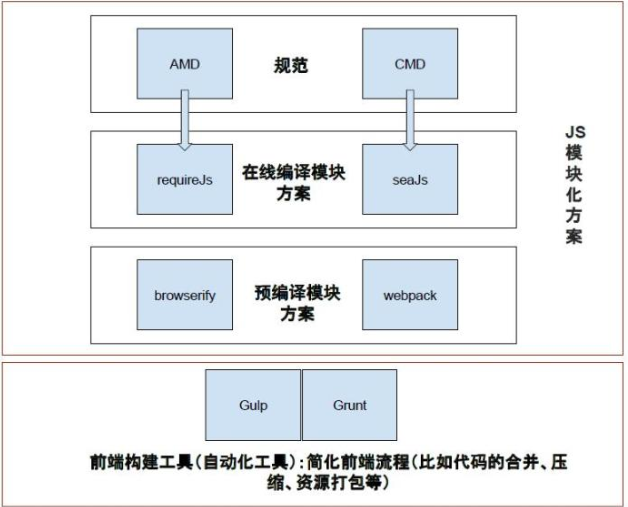 AMD
规范
CMD
requireJs
在线编译模块
方案
seaJs
browserify
预编译模块
方案
webpack
JS
模
块
化
方
案
Gulp
Grunt
前端构建工具(自动化工具):简化前端流程(比如代码的合并、压
缩、资源打包等)